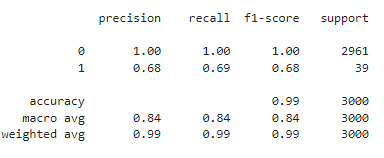 precision recall f1-score support
0 1.00 1.00 1.00 2961
1 0.68 0.69 0.68 39
accuracy 0.99 3000
macro avg 0.84 0.84 0.84 3000
weighted avg 0.99 0.99 0.99 3000